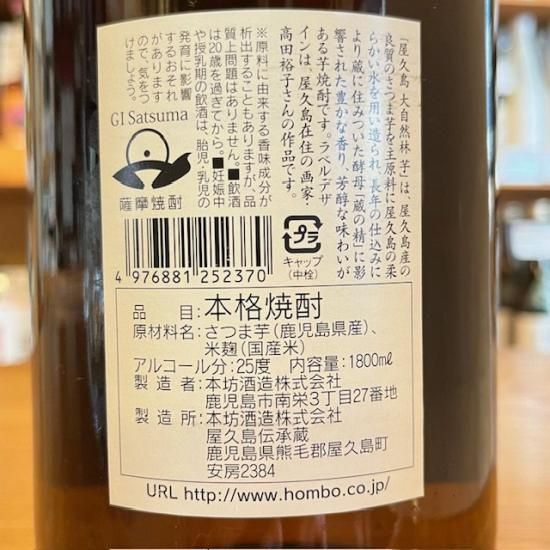 「屋久島 大自然林 芋」は、屋久島産の
良質のさつま芋を主原料に屋久島の柔
らかい水を用い造られ、長年の仕込みに
より蔵に住みついた酵母「蔵の精」に影
響された豊かな香り、芳醇な味わいが
ある芋焼酎です。ラベルデザ
インは、屋久島在住の画家・
高田裕子さんの作品です。
※原料に由来する香味成分が
析出することもありますが、品
質上問題はありません。■飲酒
は20歳を過ぎてから。■妊娠中
や授乳期の飲酒は、胎児・乳児の
発育に影響
するおそれ
があります
ので、気をつ
けましょう。
GI Satsuma
薩摩焼酎
プラ
キャップ
(中栓)
4 976881 252370
品目:本格焼酎
原材料名:さつま芋(鹿児島県産)、
米麹(国産米)
アルコール分:25度 内容量:1800ml
製造者:本坊酒造株式会社
鹿児島市南栄3丁目27番地
製造所:本坊酒造株式会社
屋久島伝承蔵
鹿児島県熊毛郡屋久島町
安房2384
URL http://www.hombo.co.jp/